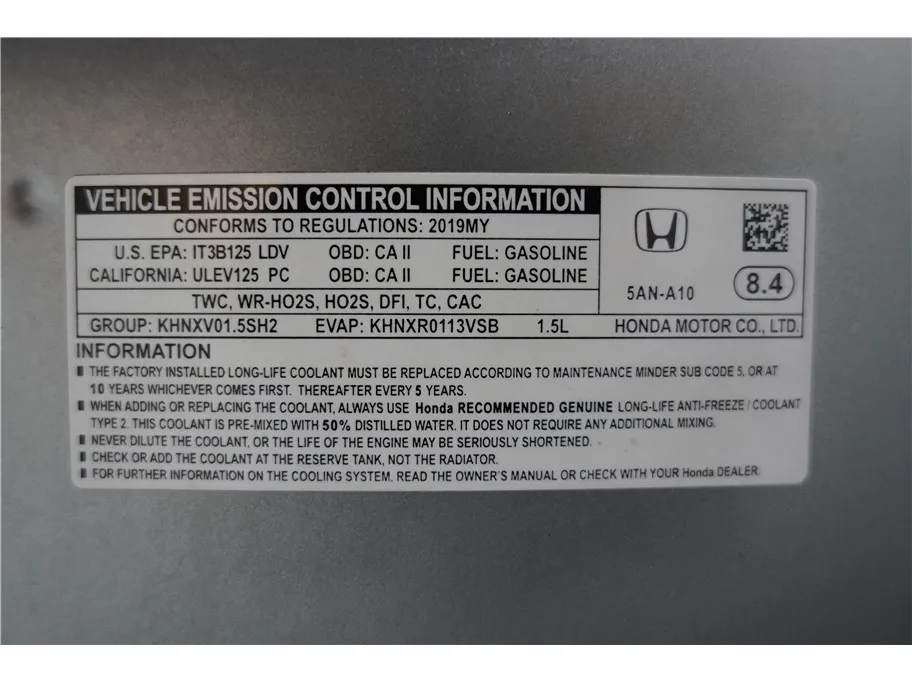 VEHICLE EMISSION CONTROL INFORMATION
CONFORMS TO REGULATIONS: 2019MY
U.S. EPA: IT3B125 LDV OBD: CA II FUEL: GASOLINE
CALIFORNIA: ULEV125 PC OBD: CA II FUEL: GASOLINE
TWC, WR-HO2S, HO2S, DFI, TC, CAC
5AN-A10 8.4
GROUP: KHNXV01.5SH2 EVAP: KHNXR0113VSB 1.5L HONDA MOTOR CO., LTD.
INFORMATION
THE FACTORY INSTALLED LONG-LIFE COOLANT MUST BE REPLACED ACCORDING TO MAINTENANCE MINDER SUB CODE 5, OR AT
10 YEARS WHICHEVER COMES FIRST. THEREAFTER EVERY 5 YEARS.
WHEN ADDING OR REPLACING THE COOLANT, ALWAYS USE Honda RECOMMENDED GENUINE LONG-LIFE ANTI-FREEZE / COOLANT
TYPE 2. THIS COOLANT IS PRE-MIXED WITH 50% DISTILLED WATER. IT DOES NOT REQUIRE ANY ADDITIONAL MIXING.
NEVER DILUTE THE COOLANT, OR THE LIFE OF THE ENGINE MAY BE SERIOUSLY SHORTENED.
CHECK OR ADD THE COOLANT AT THE RESERVE TANK, NOT THE RADIATOR.
FOR FURTHER INFORMATION ON THE COOLING SYSTEM. READ THE OWNER'S MANUAL OR CHECK WITH YOUR Honda DEALER.